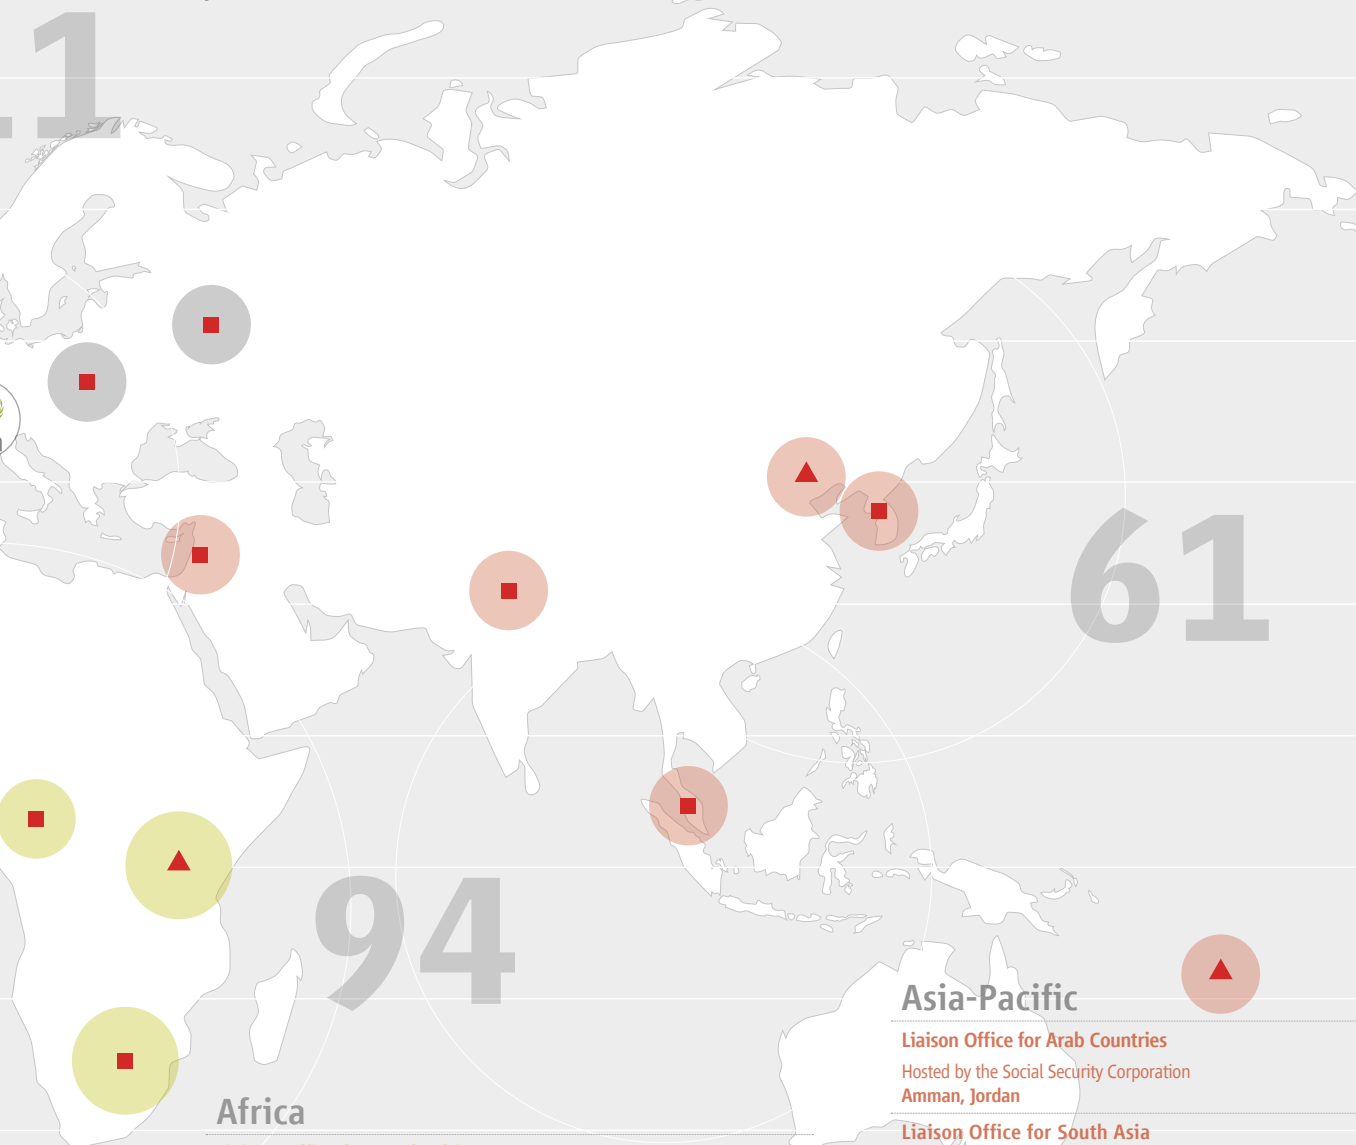 61
94
Asia-Pacific
Liaison Office for Arab Countries
Hosted by the Social Security Corporation
Amman, Jordan
Liaison Office for South Asia
Africa